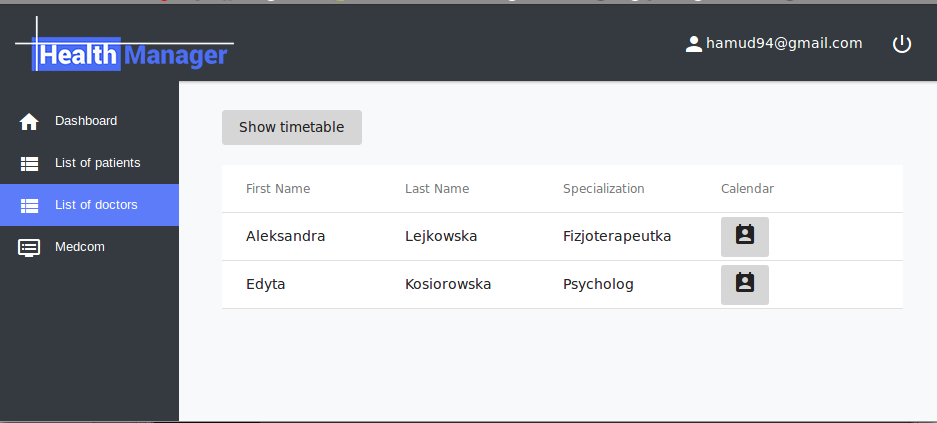 Health Manager
hamud94@gmail.com
Dashboard
List of patients
List of doctors
Medcom
Show timetable
First Name Last Name Specialization Calendar
Aleksandra Lejkowska Fizjoterapeutka
Edyta Kosiorowska Psycholog